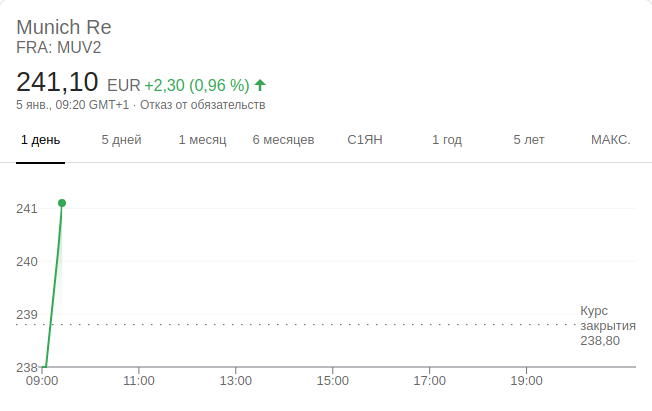 Munich Re
FRA: MUV2
241,10 EUR +2,30 (0,96 %)
5 янв., 09:20 GMT+1 · Отказ от обязательств
1 день 5 дней 1 месяц 6 месяцев С1ЯН 1 год 5 лет МАКС.
241
240
239
Курс
закрытия
238,80
238
09:00 11:00 13:00 15:00 17:00 19:00